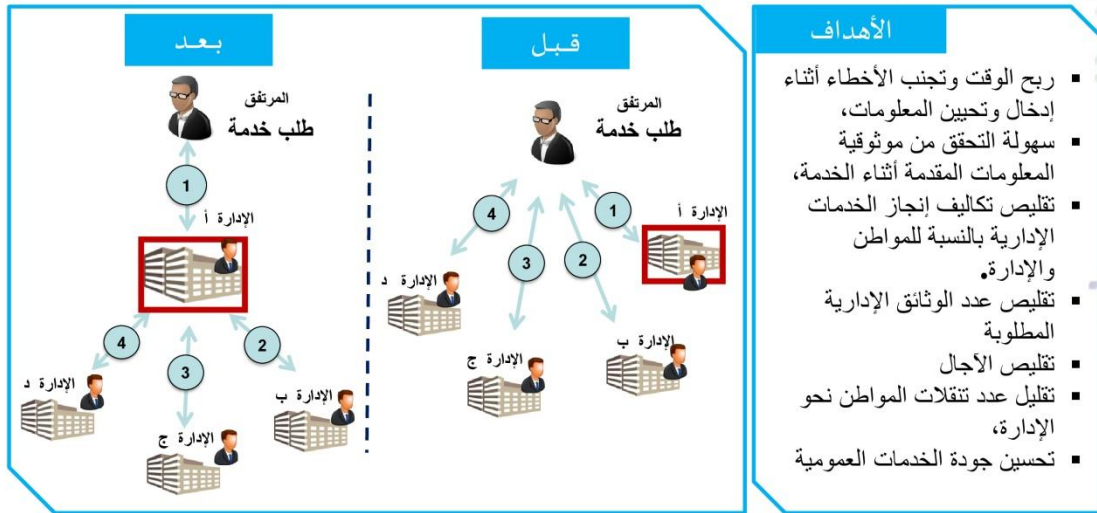 الأهداف
▪ ربح الوقت وتجنب الأخطاء أثناء
إدخال وتحيين المعلومات،
▪ سهولة التحقق من موثوقية
المعلومات المقدمة أثناء الخدمة،
▪ تقليص تكاليف إنجاز الخدمات
الإدارية بالنسبة للمواطن
والإدارة.
▪ تقليص عدد الوثائق الإدارية
المطلوبة
▪ تقليص الآجال
▪ تقليل عدد تنقلات المواطن نحو
الإدارة،
▪ تحسين جودة الخدمات العمومية
قبل
المرتفق
طلب خدمة
1
2
3
4
الإدارة أ
الإدارة ب
الإدارة ج
الإدارة د
بعد
المرتفق
طلب خدمة
1
الإدارة أ
2
3
4
الإدارة ب
الإدارة ج
الإدارة د